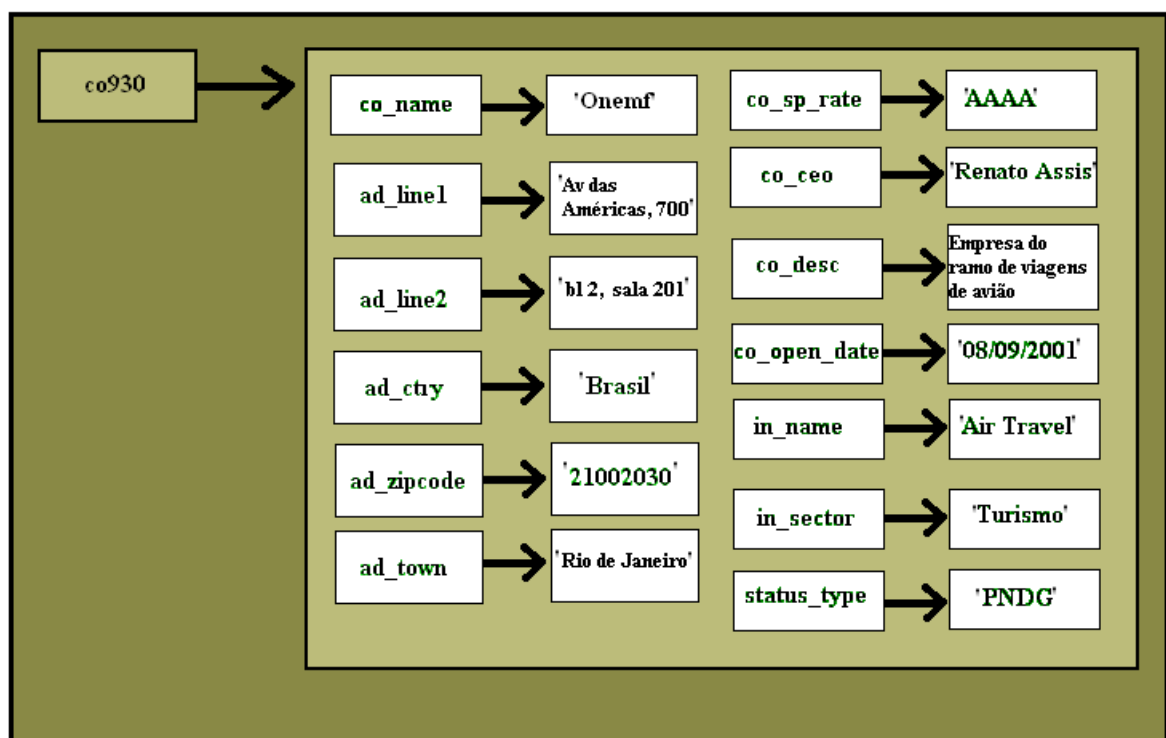 co930
co_name
'Onemf'
ad_line1
'Av das
Américas, 700'
ad_line2
'bl 2, sala 201'
ad_ctry
'Brasil'
ad_zipcode
'21002030'
ad_town
'Rio de Janeiro'
co_sp_rate
'AAAA'
co_ceo
'Renato Assis'
co_desc
Empresa do
ramo de viagens
de avião
co_open_date
'08/09/2001'
in_name
'Air Travel'
in_sector
'Turismo'
status_type
'PNDG'